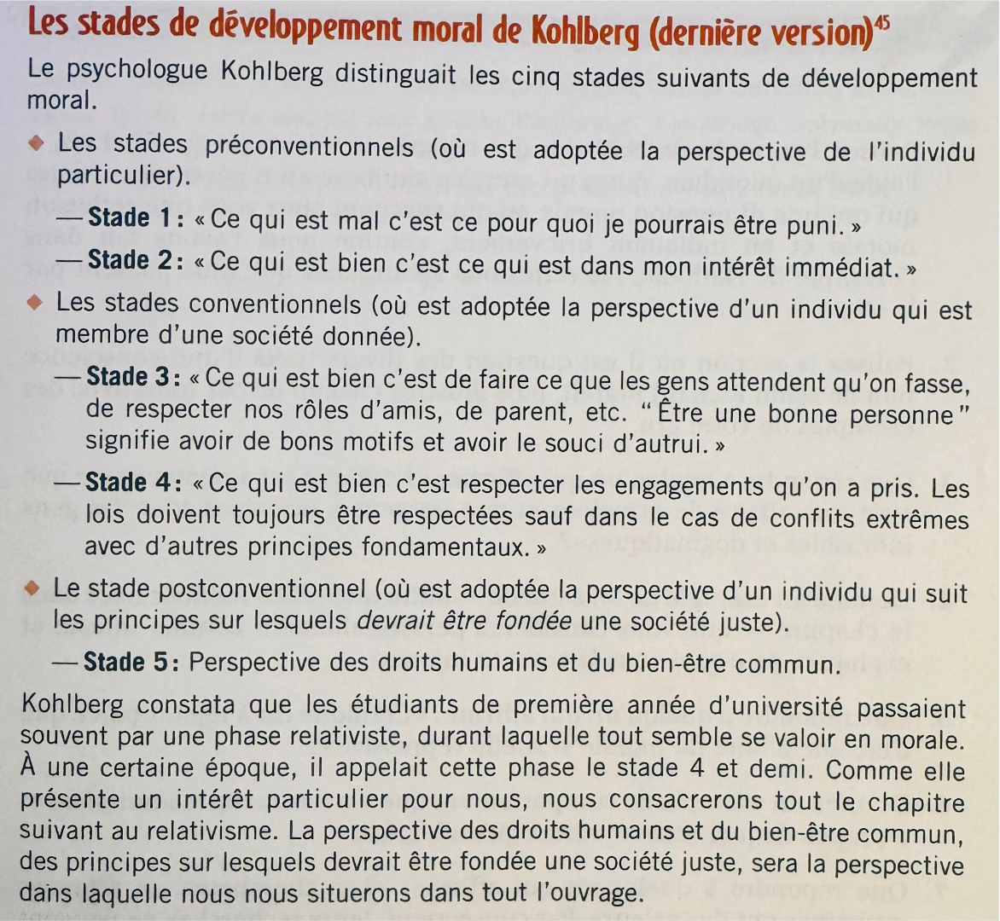 Les stades de développement moral de Kohlberg (dernière version)45
Le psychologue Kohlberg distinguait les cinq stades suivants de développement
moral.
◆ Les stades préconventionnels (où est adoptée la perspective de l'individu
particulier).
— Stade 1 : « Ce qui est mal c'est ce pour quoi je pourrais être puni. »
— Stade 2 : « Ce qui est bien c'est ce qui est dans mon intérêt immédiat. »
◆ Les stades conventionnels (où est adoptée la perspective d'un individu qui est
membre d'une société donnée).
— Stade 3 : « Ce qui est bien c'est de faire ce que les gens attendent qu'on fasse,
de respecter nos rôles d'amis, de parent, etc. “ Être une bonne personne ”
signifie avoir de bons motifs et avoir le souci d'autrui. »
— Stade 4 : « Ce qui est bien c'est respecter les engagements qu'on a pris. Les
lois doivent toujours être respectées sauf dans le cas de conflits extrêmes
avec d'autres principes fondamentaux. »
◆ Le stade postconventionnel (où est adoptée la perspective d'un individu qui suit
les principes sur lesquels devrait être fondée une société juste).
— Stade 5 : Perspective des droits humains et du bien-être commun.
Kohlberg constata que les étudiants de première année d'université passaient
souvent par une phase relativiste, durant laquelle tout semble se valoir en morale.
À une certaine époque, il appelait cette phase le stade 4 et demi. Comme elle
présente un intérêt particulier pour nous, nous consacrerons tout le chapitre
suivant au relativisme. La perspective des droits humains et du bien-être commun,
des principes sur lesquels devrait être fondée une société juste, sera la perspective
dans laquelle nous nous situerons dans tout l'ouvrage.